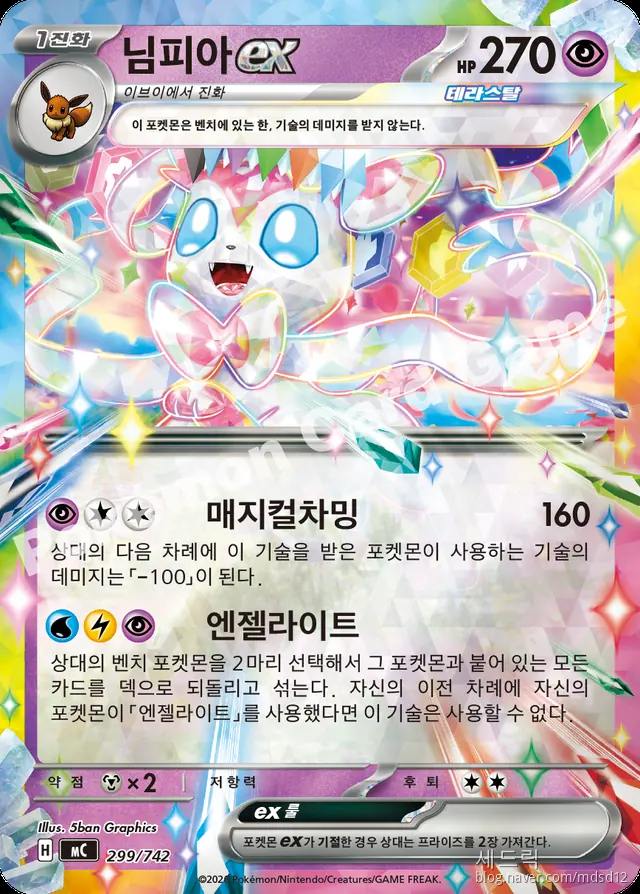 1진화
님피아ex
HP 270
이브이에서 진화
테라스탈
이 포켓몬은 벤치에 있는 한, 기술의 데미지를 받지 않는다.
Pokémon Card Game
매지컬차밍 160
상대의 다음 차례에 이 기술을 받은 포켓몬이 사용하는 기술의
데미지는 「-100」이 된다.
엔젤라이트
상대의 벤치 포켓몬을 2마리 선택해서 그 포켓몬과 붙어 있는 모든
카드를 덱으로 되돌리고 섞는다. 자신의 이전 차례에 자신의
포켓몬이 「엔젤라이트」를 사용했다면 이 기술은 사용할 수 없다.
약점 ×2 저항력 후퇴
Illus. 5ban Graphics
ex룰
포켓몬 ex가 기절한 경우 상대는 프라이즈를 2장 가져간다.
H MC 299/742
세드릭
blog.naver.com/mdsd12
©2026 Pokémon/Nintendo/Creatures/GAME FREAK.